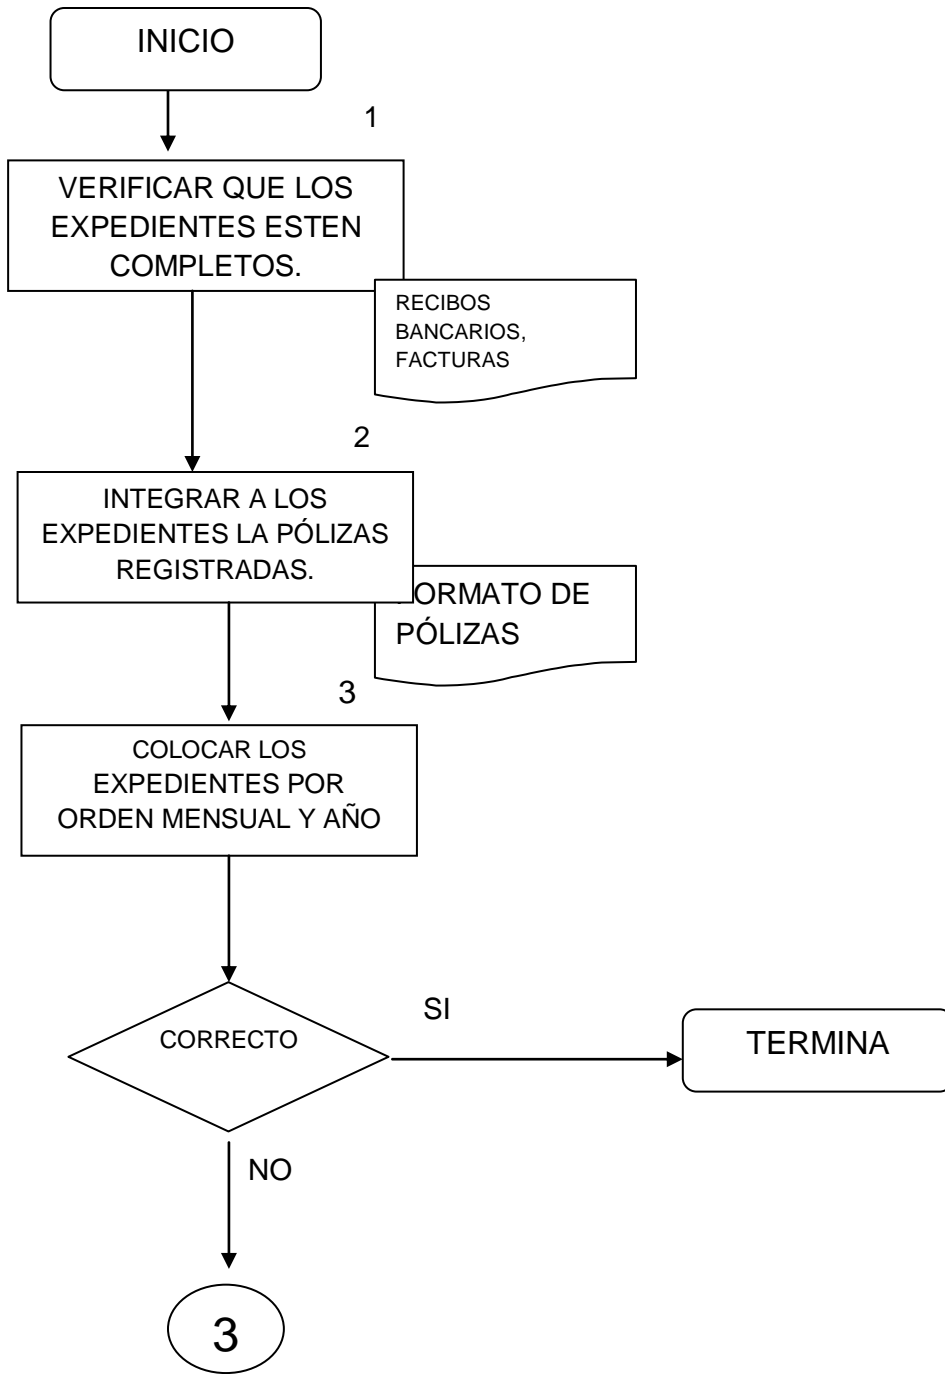 INICIO
1
VERIFICAR QUE LOS
EXPEDIENTES ESTEN
COMPLETOS.
RECIBOS
BANCARIOS,
FACTURAS
2
INTEGRAR A LOS
EXPEDIENTES LA PÓLIZAS
REGISTRADAS.
FORMATO DE
PÓLIZAS
3
COLOCAR LOS
EXPEDIENTES POR
ORDEN MENSUAL Y AÑO
CORRECTO
SI
TERMINA
NO
3